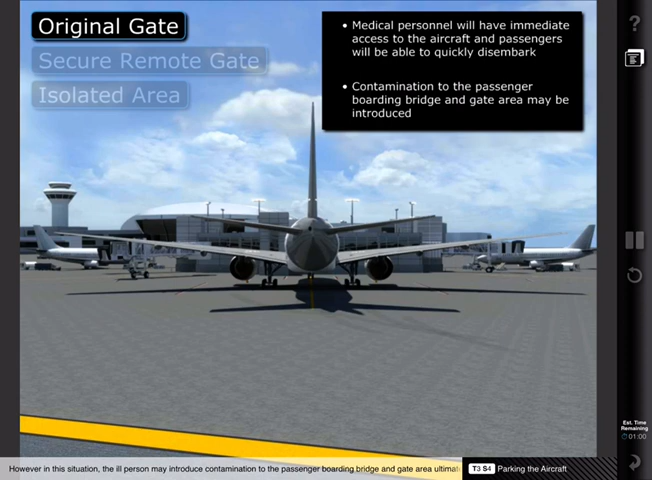 Original Gate
Secure Remote Gate
Isolated Area
• Medical personnel will have immediate
access to the aircraft and passengers
will be able to quickly disembark
• Contamination to the passenger
boarding bridge and gate area may be
introduced
?
Est. Time
Remaining
01:00
However in this situation, the ill person may introduce contamination to the passenger boarding bridge and gate area ultimat
T3 S4 Parking the Aircraft